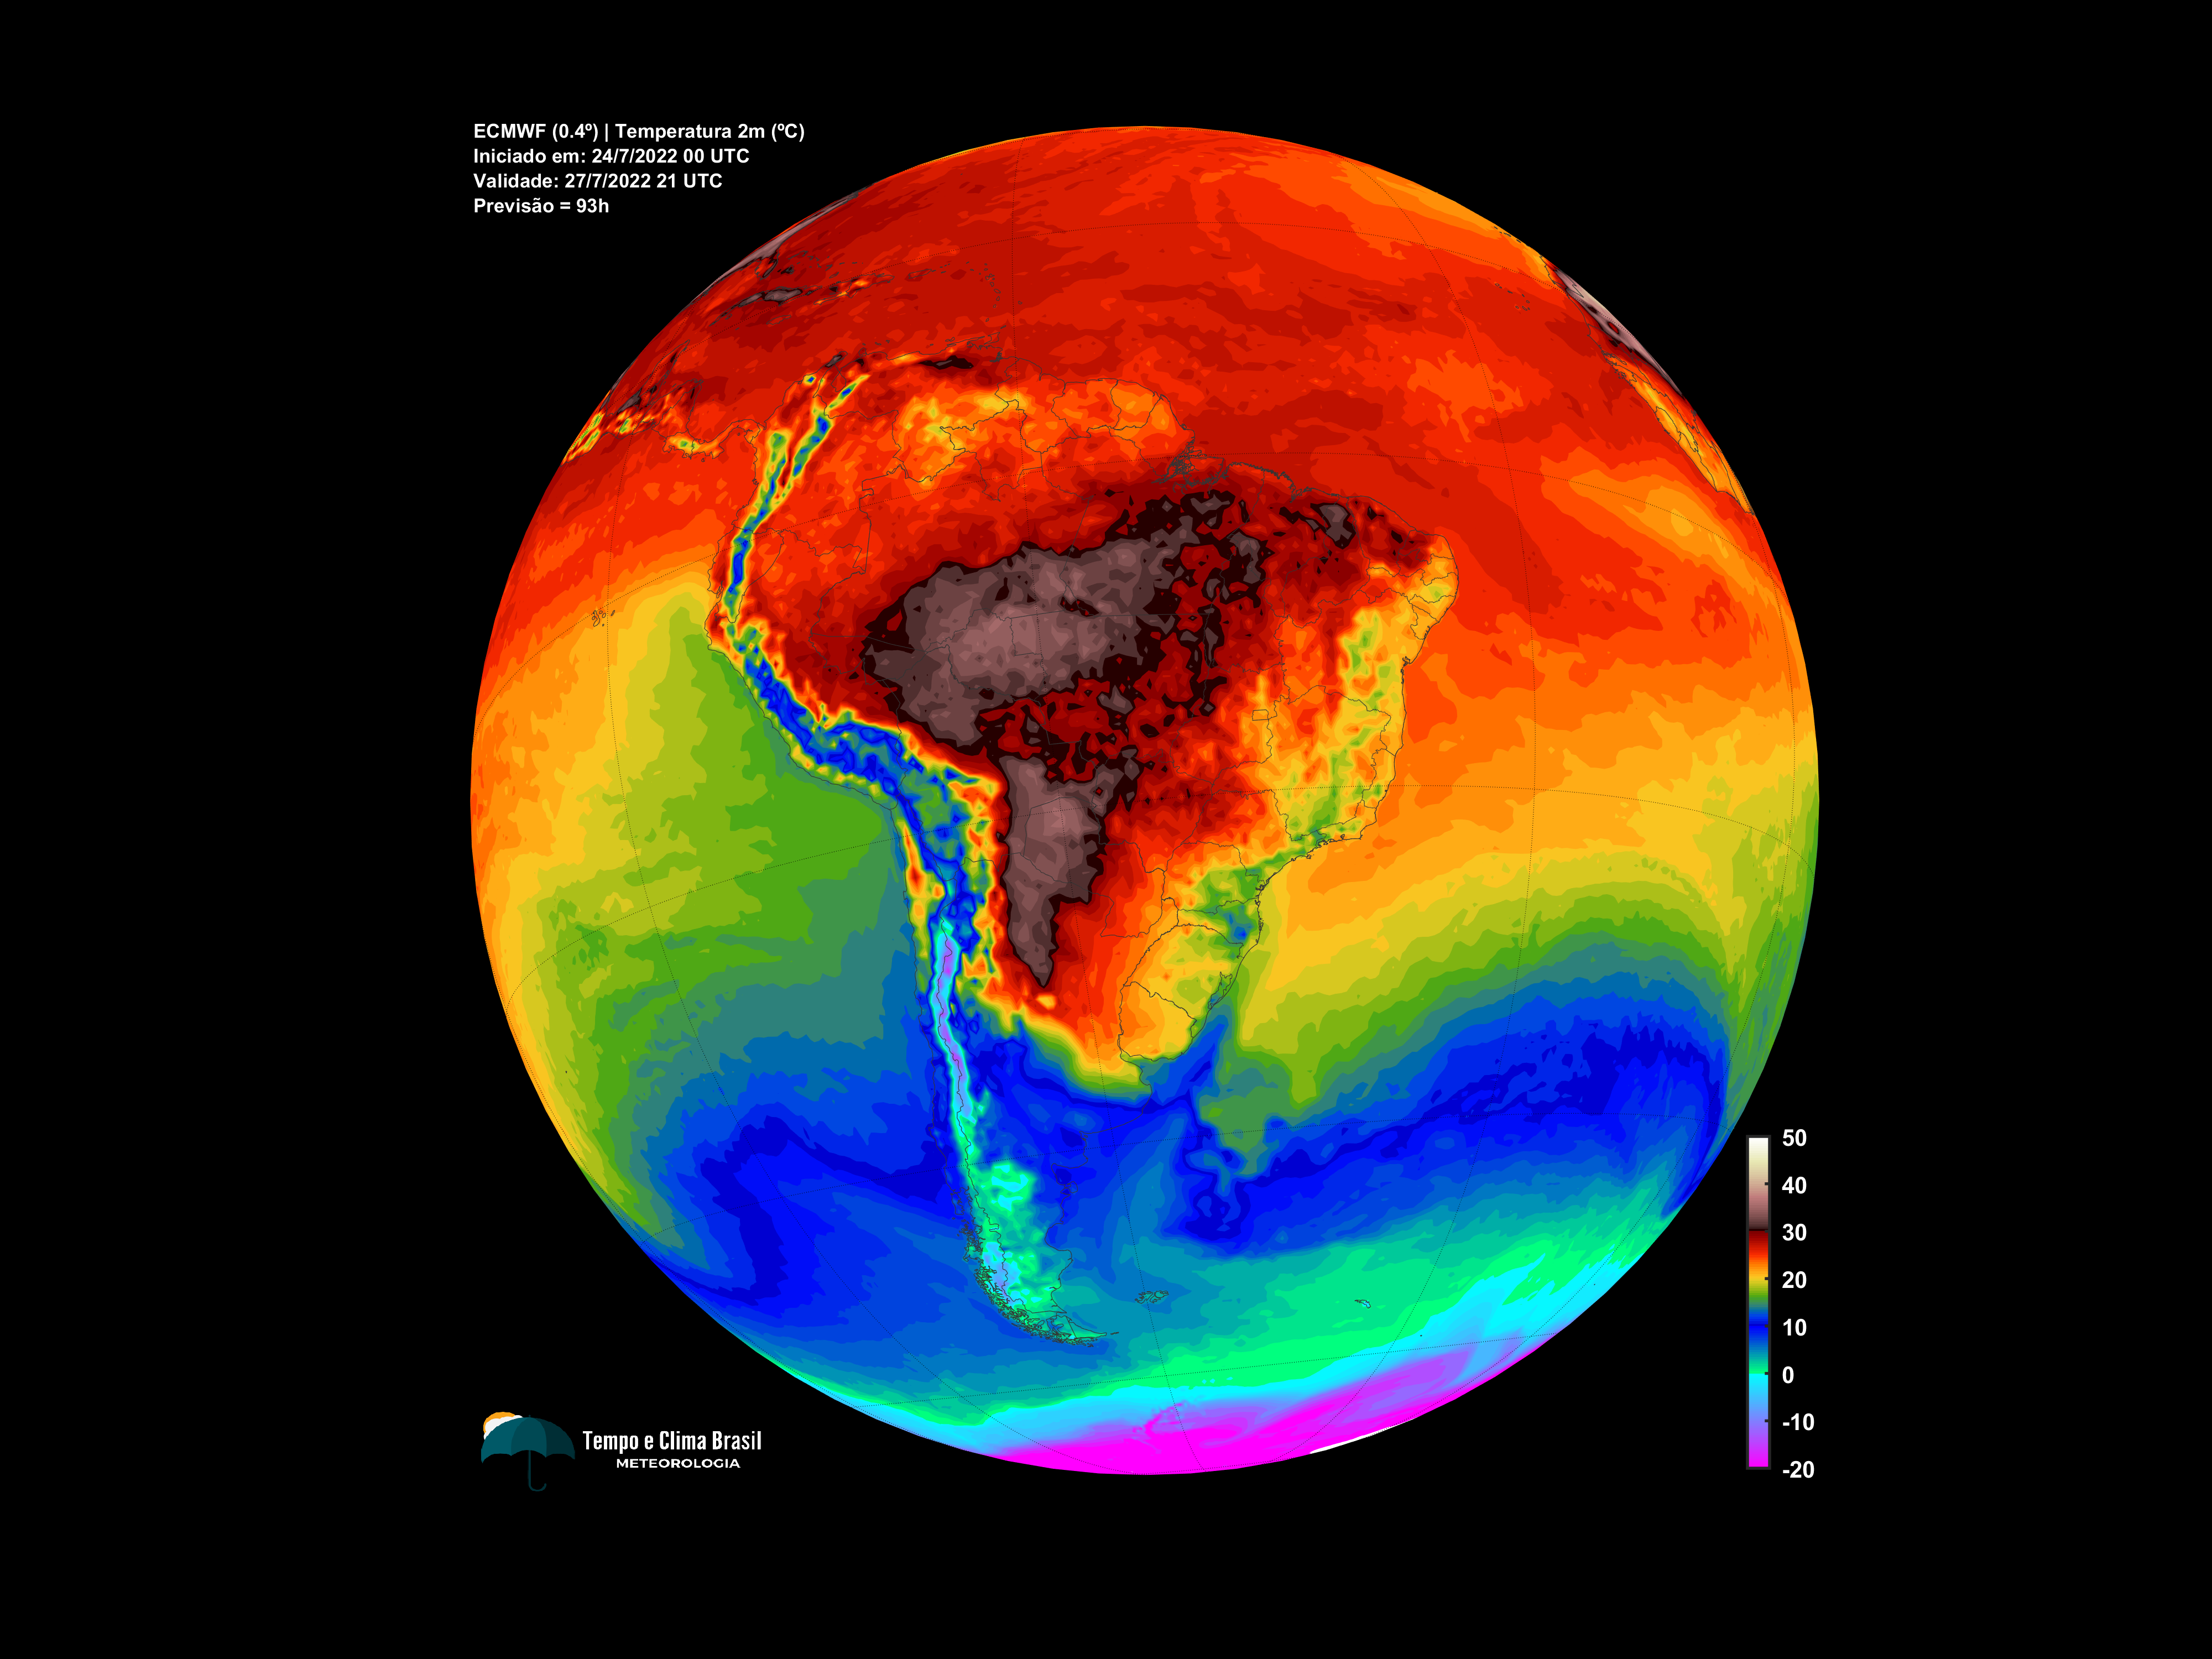 ECMWF (0.4º) | Temperatura 2m (ºC)
Iniciado em: 24/7/2022 00 UTC
Validade: 27/7/2022 21 UTC
Previsão = 93h
50
40
30
20
10
0
-10
-20
Tempo e Clima Brasil
METEOROLOGIA